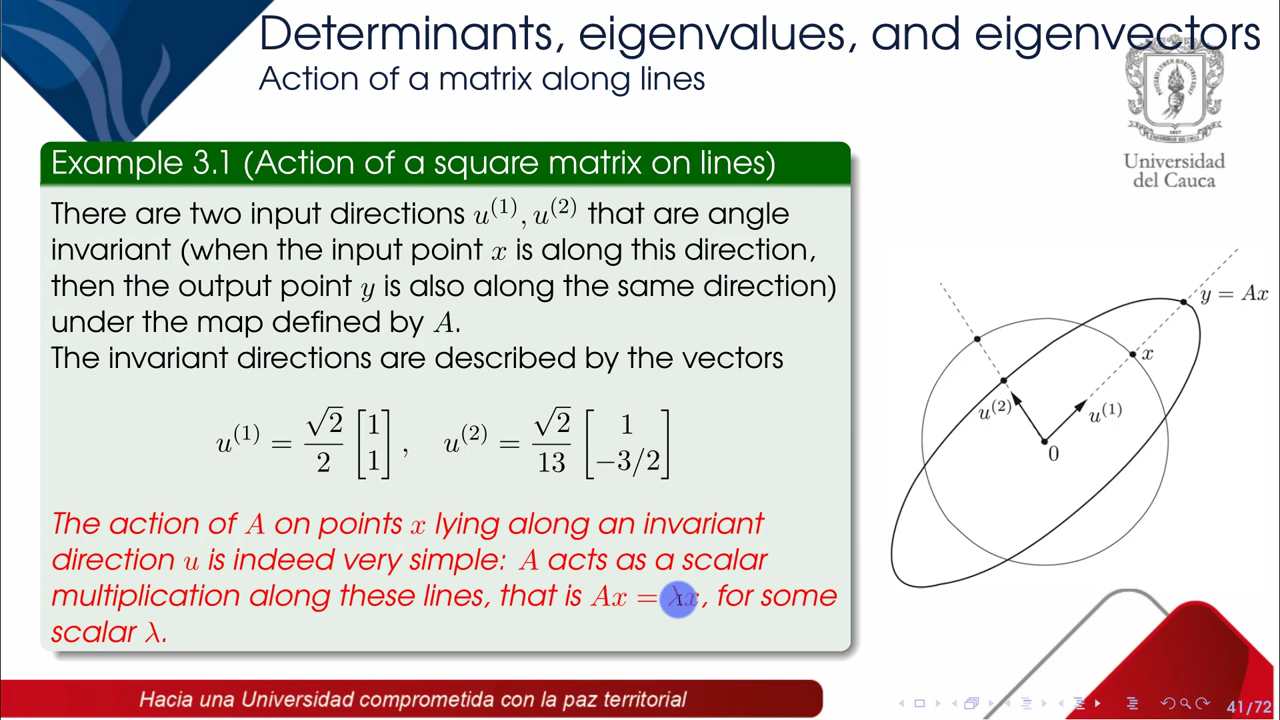 Determinants, eigenvalues, and eigenvectors
Action of a matrix along lines
Universidad
del Cauca
Example 3.1 (Action of a square matrix on lines)
There are two input directions u⁽¹⁾, u⁽²⁾ that are angle
invariant (when the input point x is along this direction,
then the output point y is also along the same direction)
under the map defined by A.
The invariant directions are described by the vectors
u⁽¹⁾ = √2/2 [1 1], u⁽²⁾ = √2/13 [1 −3/2]
The action of A on points x lying along an invariant
direction u is indeed very simple: A acts as a scalar
multiplication along these lines, that is Ax = λx, for some
scalar λ.
y = Ax
x
u⁽²⁾
u⁽¹⁾
0
Hacia una Universidad comprometida con la paz territorial
41/72